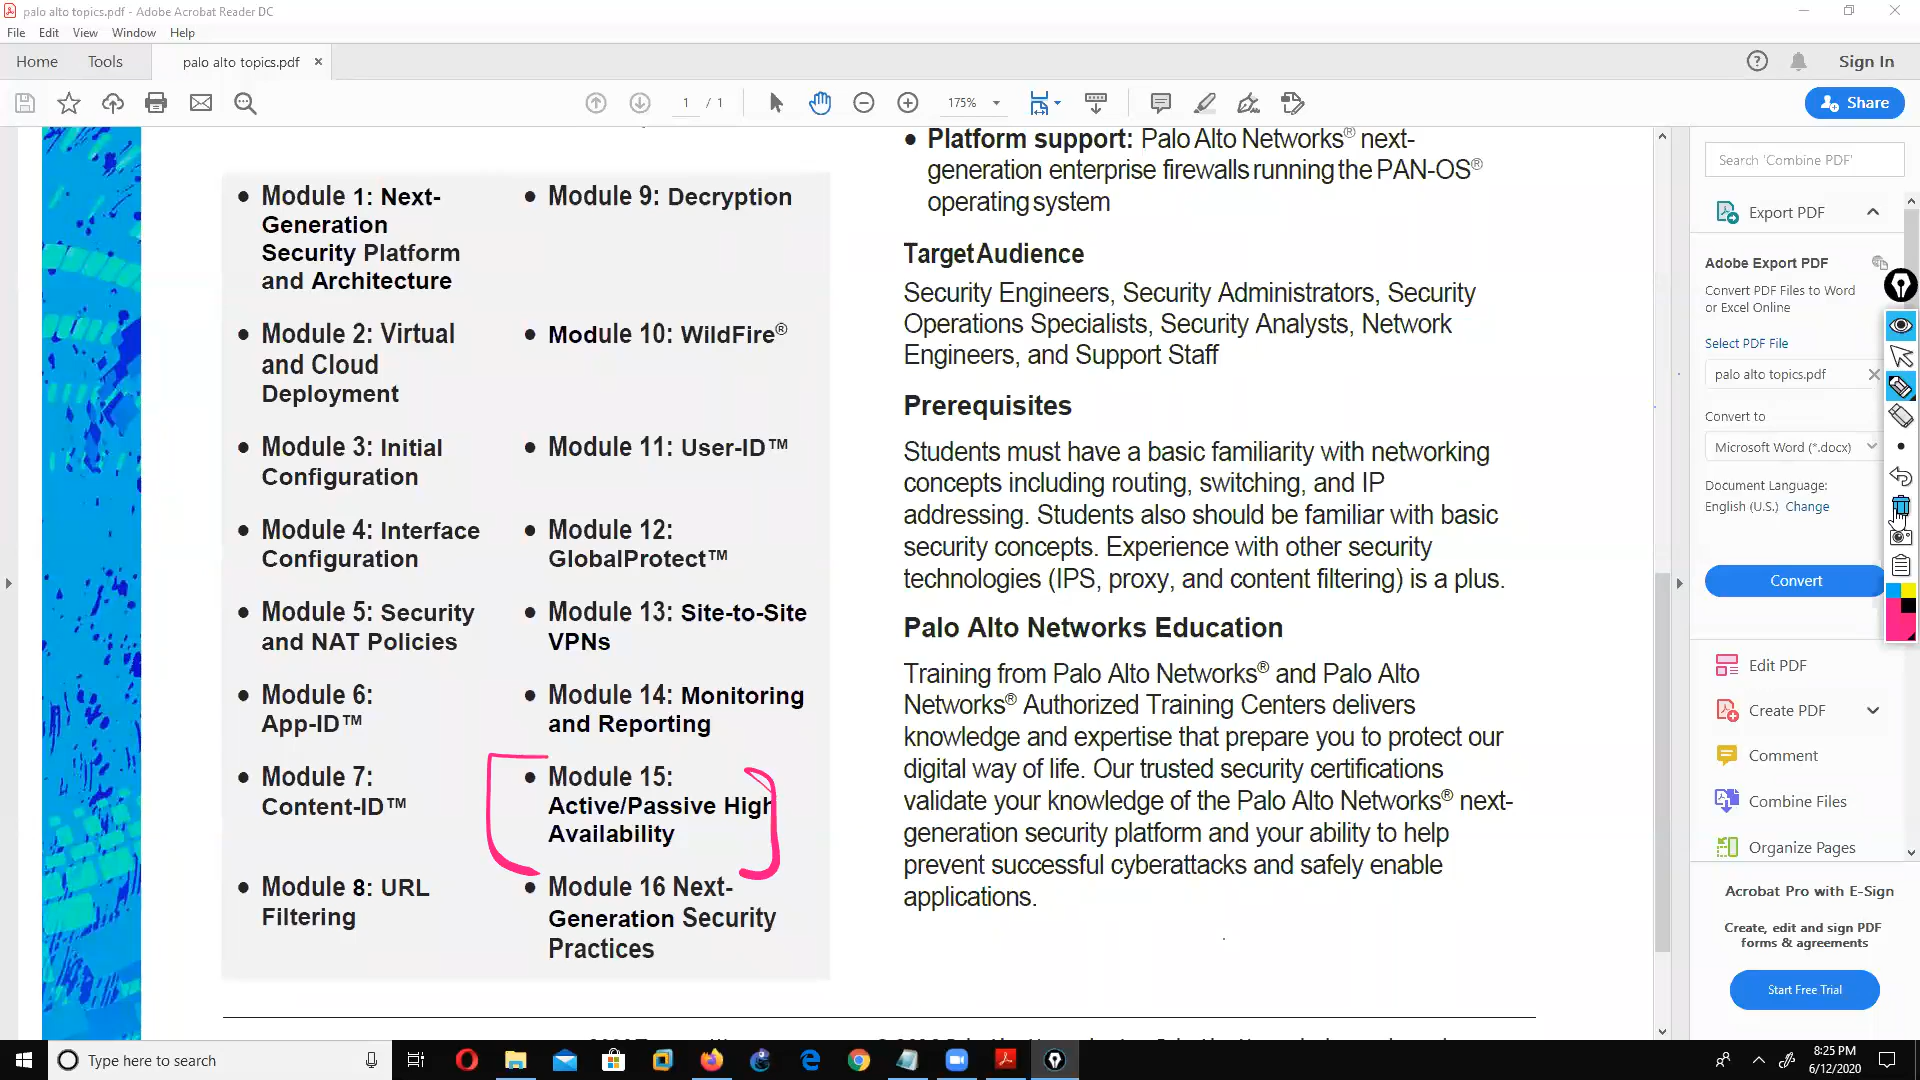 palo alto topics.pdf - Adobe Acrobat Reader DC
File Edit View Window Help
Home Tools palo alto topics.pdf × Sign In
1 / 1 175% Share
• Module 1: Next-
Generation
Security Platform
and Architecture
• Module 2: Virtual
and Cloud
Deployment
• Module 3: Initial
Configuration
• Module 4: Interface
Configuration
• Module 5: Security
and NAT Policies
• Module 6:
App-ID™
• Module 7:
Content-ID™
• Module 8: URL
Filtering
• Module 9: Decryption
• Module 10: WildFire®
• Module 11: User-ID™
• Module 12:
GlobalProtect™
• Module 13: Site-to-Site
VPNs
• Module 14: Monitoring
and Reporting
• Module 15:
Active/Passive High
Availability
• Module 16 Next-
Generation Security
Practices
• Platform support: Palo Alto Networks® next-
generation enterprise firewalls running the PAN-OS®
operating system
Target Audience
Security Engineers, Security Administrators, Security
Operations Specialists, Security Analysts, Network
Engineers, and Support Staff
Prerequisites
Students must have a basic familiarity with networking
concepts including routing, switching, and IP
addressing. Students also should be familiar with basic
security concepts. Experience with other security
technologies (IPS, proxy, and content filtering) is a plus.
Palo Alto Networks Education
Training from Palo Alto Networks® and Palo Alto
Networks® Authorized Training Centers delivers
knowledge and expertise that prepare you to protect our
digital way of life. Our trusted security certifications
validate your knowledge of the Palo Alto Networks® next-
generation security platform and your ability to help
prevent successful cyberattacks and safely enable
applications.
Search 'Combine PDF'
Export PDF
Adobe Export PDF
Convert PDF Files to Word
or Excel Online
Select PDF File
palo alto topics.pdf
Convert to
Microsoft Word (*.docx)
Document Language:
English (U.S.) Change
Convert
Edit PDF
Create PDF
Comment
Combine Files
Organize Pages
Acrobat Pro with E-Sign
Create, edit and sign PDF
forms & agreements
Start Free Trial
Type here to search
8:25 PM
6/12/2020